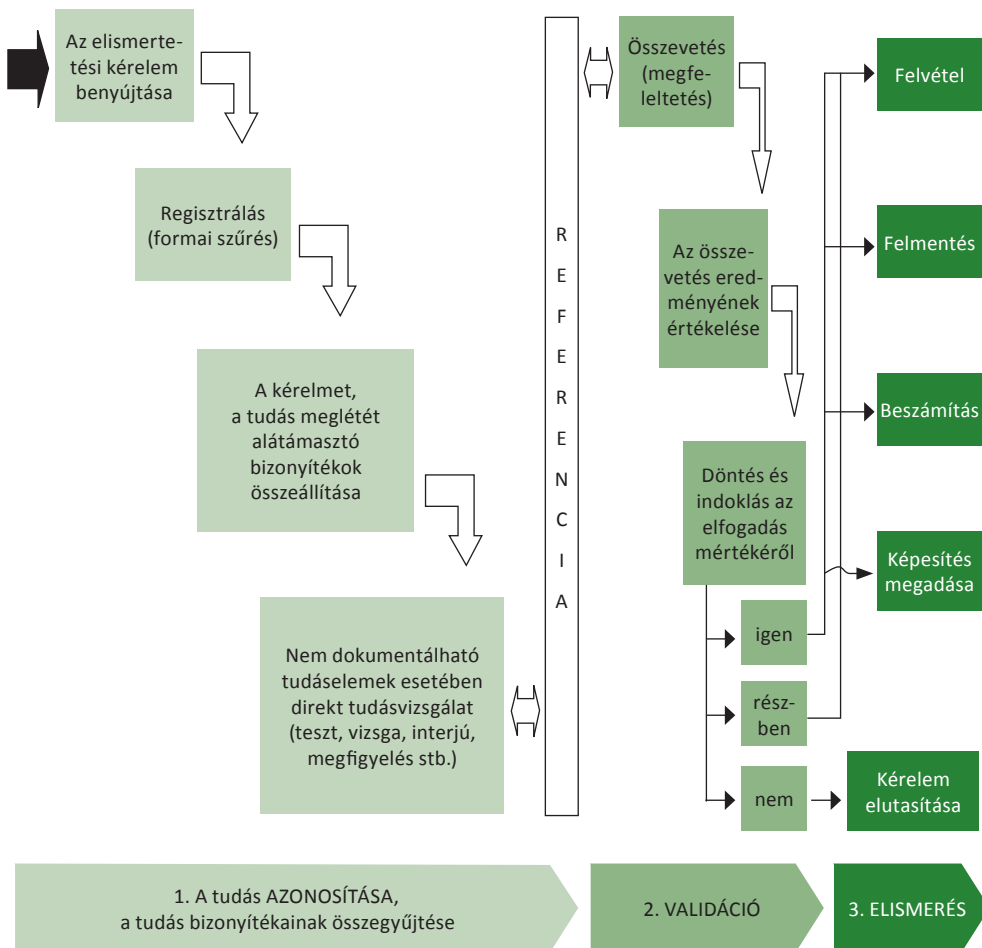 Az elismerte-
tési kérelem
benyújtása
Regisztrálás
(formai szűrés)
A kérelmet,
a tudás meglétét
alátámasztó
bizonyítékok
összeállítása
Nem dokumentálható
tudáselemek esetében
direkt tudásvizsgálat
(teszt, vizsga, interjú,
megfigyelés stb.)
R
E
F
E
R
E
N
C
I
A
Összevetés
(megfe-
leltetés)
Az össze-
vetés ered-
ményének
értékelése
Döntés és
indoklás az
elfogadás
mértékéről
igen
rész-
ben
nem
Felvétel
Felmentés
Beszámítás
Képesítés
megadása
Kérelem
elutasítása
1. A tudás AZONOSÍTÁSA,
a tudás bizonyítékainak összegyűjtése
2. VALIDÁCIÓ
3. ELISMERÉS